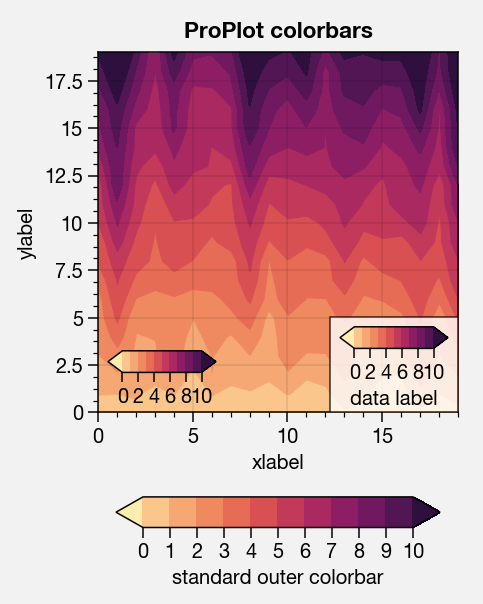 ProPlot colorbars
17.5
15
12.5
10
7.5
5
2.5
0
ylabel
0 2 4 6 8 10
0 2 4 6 8 10
data label
0 5 10 15
xlabel
0 1 2 3 4 5 6 7 8 9 10
standard outer colorbar